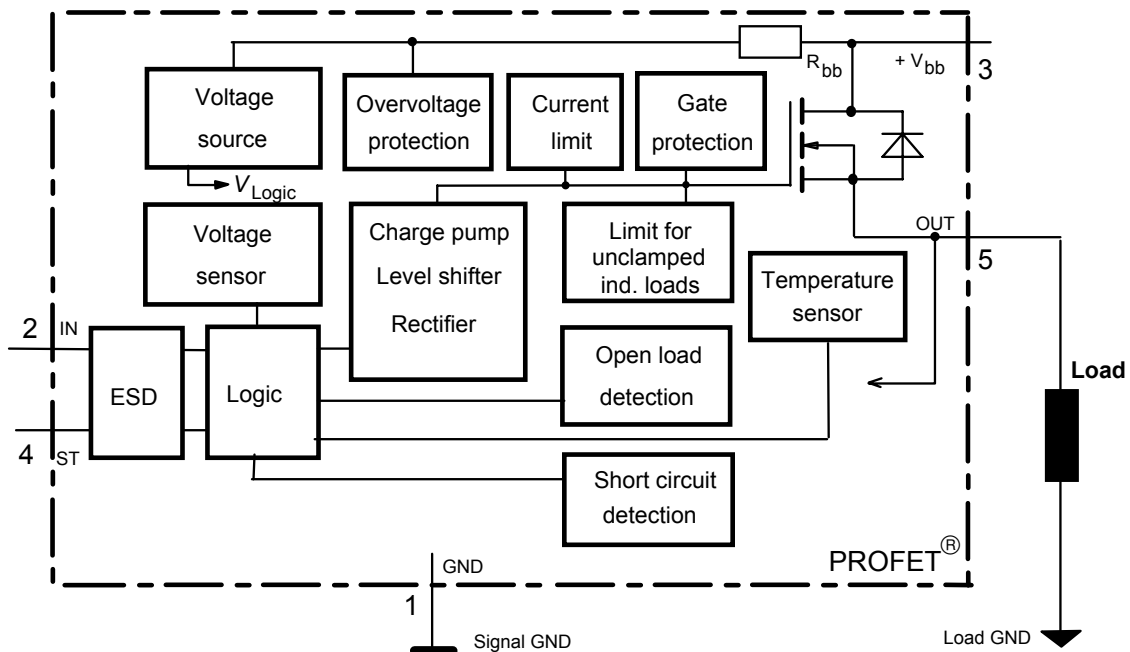 R bb
+ V bb
3
Voltage
source
Overvoltage
protection
Current
limit
Gate
protection
V Logic
Voltage
sensor
Charge pump
Level shifter
Rectifier
Limit for
unclamped
ind. loads
OUT
5
Temperature
sensor
2
IN
ESD
Logic
Open load
detection
Load
4
ST
Short circuit
detection
PROFET®
GND
1
Signal GND
Load GND